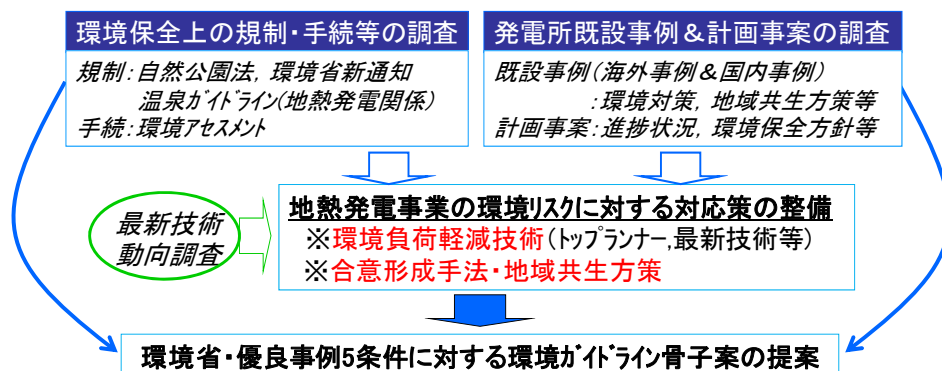 環境保全上の規制・手続等の調査
規制:自然公園法, 環境省新通知
温泉ｶﾞｲﾄﾞﾗｲﾝ(地熱発電関係)
手続:環境ｱｾｽﾒﾝﾄ
発電所既設事例＆計画事案の調査
既設事例(海外事例＆国内事例)
:環境対策, 地域共生方策等
計画事案:進捗状況, 環境保全方針等
最新技術
動向調査
地熱発電事業の環境ﾘｽｸに対する対応策の整備
※環境負荷軽減技術(ﾄｯﾌﾟﾗﾝﾅｰ,最新技術等)
※合意形成手法・地域共生方策
環境省・優良事例5条件に対する環境ｶﾞｲﾄﾞﾗｲﾝ骨子案の提案